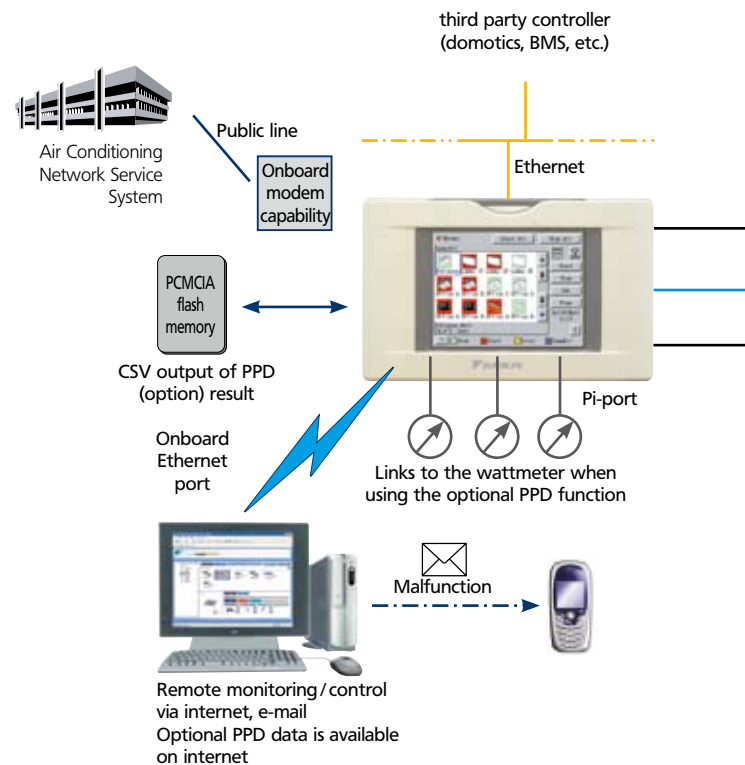 third party controller
(domotics, BMS, etc.)
Public line
Air Conditioning
Network Service
System
Onboard
modem
capability
Ethernet
PCMCIA
flash
memory
CSV output of PPD
(option) result
Pi-port
Onboard
Ethernet
port
Links to the wattmeter when
using the optional PPD function
Malfunction
Remote monitoring/control
via internet, e-mail
Optional PPD data is available
on internet